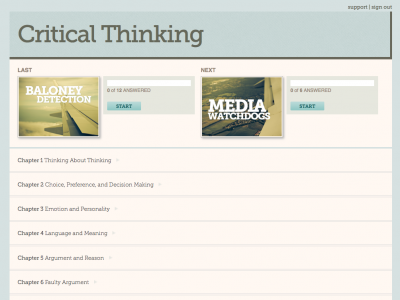 support | sign out
Critical Thinking
LAST
NEXT
BALONEY
DETECTION
0 of 12 ANSWERED
START
MEDIA
WATCHDOGS
0 of 8 ANSWERED
START
Chapter 1 Thinking About Thinking
Chapter 2 Choice, Preference, and Decision Making
Chapter 3 Emotion and Personality
Chapter 4 Language and Meaning
Chapter 5 Argument and Reason
Chapter 6 Faulty Argument